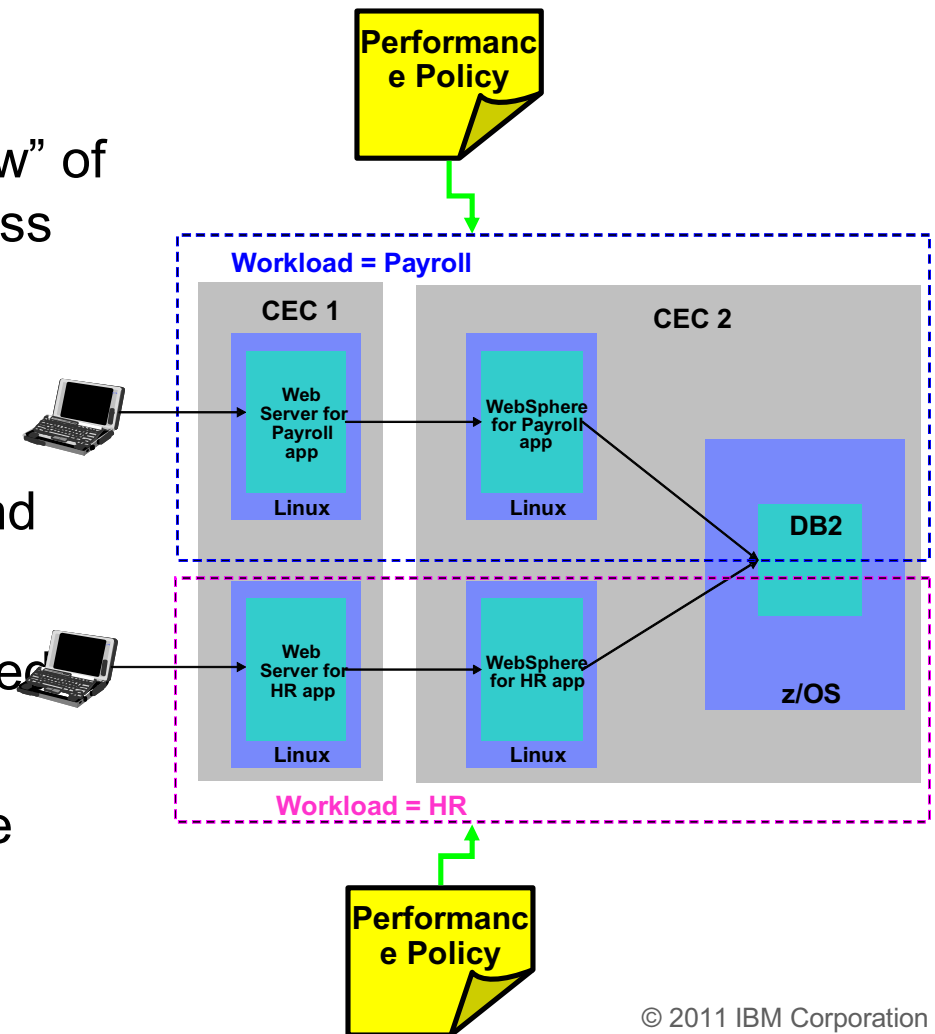 Performanc
e Policy
w” of
ss
Workload = Payroll
CEC 1
CEC 2
Web
Server for
Payroll
app
WebSphere
for Payroll
app
Linux
Linux
nd
DB2
Web
Server for
HR app
WebSphere
for HR app
ed
z/OS
Linux
Linux
Workload = HR
e
Performanc
e Policy
© 2011 IBM Corporation